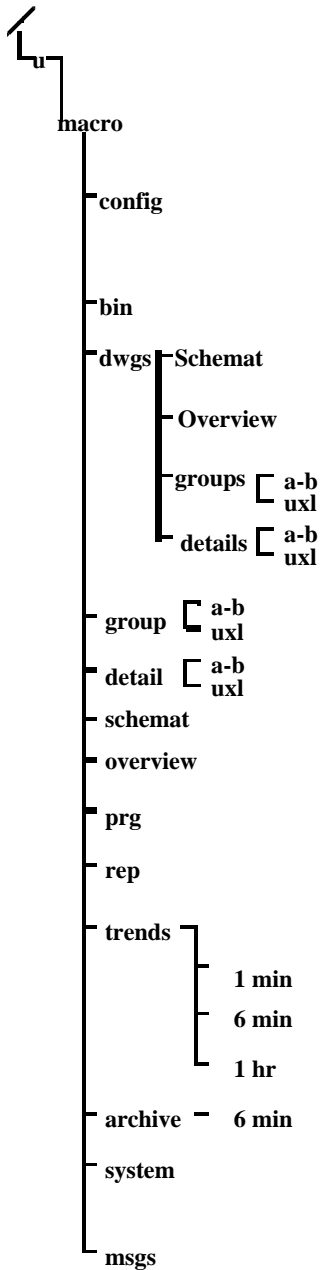 /
u
macro
config
bin
dwgs
Schemat
Overview
groups
a-b
uxl
details
a-b
uxl
group
a-b
uxl
detail
a-b
uxl
schemat
overview
prg
rep
trends
1 min
6 min
1 hr
archive
6 min
system
msgs